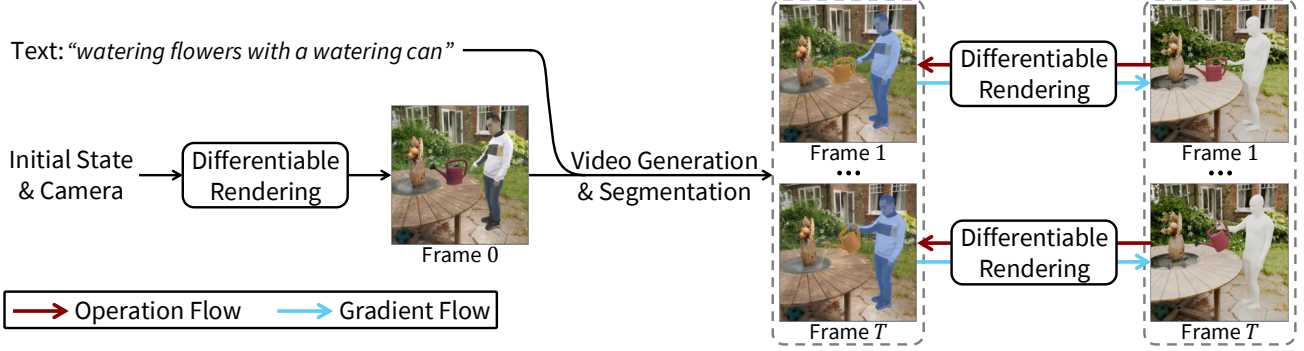 Text: “watering flowers with a watering can”
Initial State
& Camera
Differentiable
Rendering
Frame 0
Video Generation
& Segmentation
Frame 1
...
Frame T
Differentiable
Rendering
Differentiable
Rendering
Frame 1
...
Frame T
Operation Flow
Gradient Flow